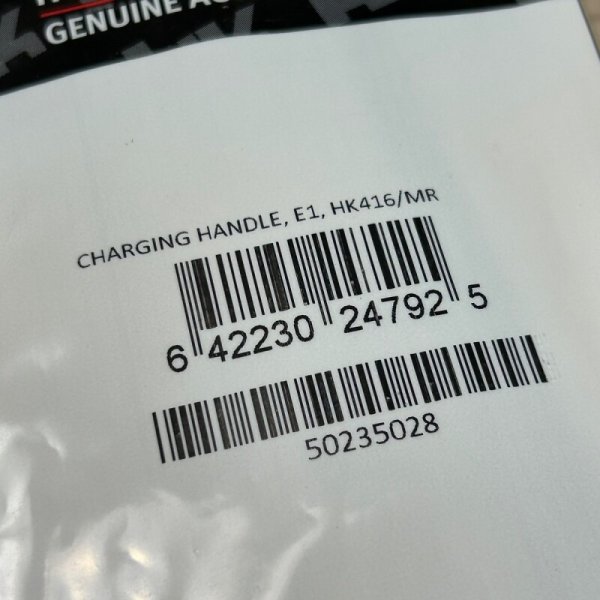 GENUINE
CHARGING HANDLE, E1, HK416/MR
6 42230 24792 5
50235028